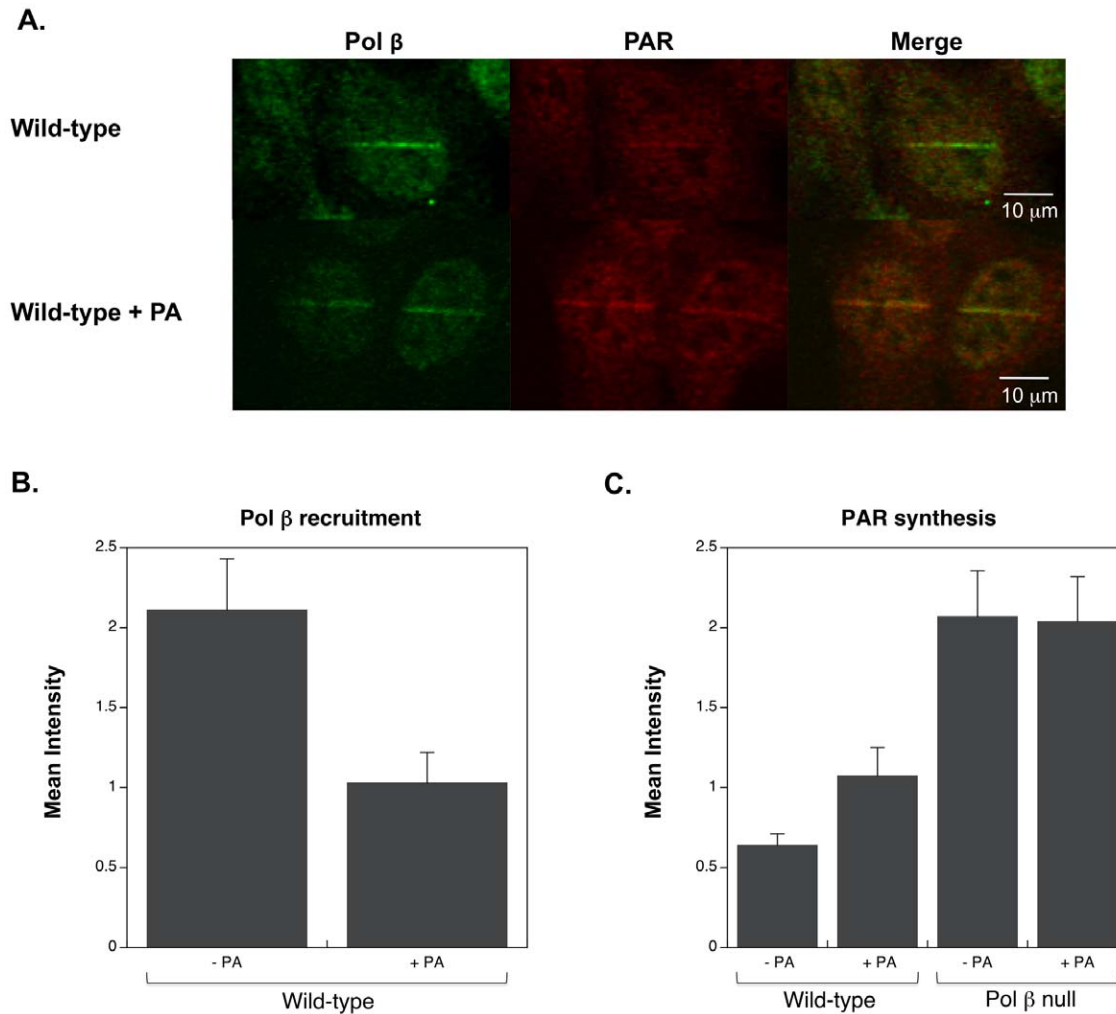 A.
Pol β PAR Merge
Wild-type
10 μm
Wild-type + PA
10 μm
B.
Pol β recruitment
Mean Intensity
2.5
2
1.5
1
0.5
0
- PA + PA
Wild-type
C.
PAR synthesis
Mean Intensity
2.5
2
1.5
1
0.5
0
- PA + PA - PA + PA
Wild-type Pol β null